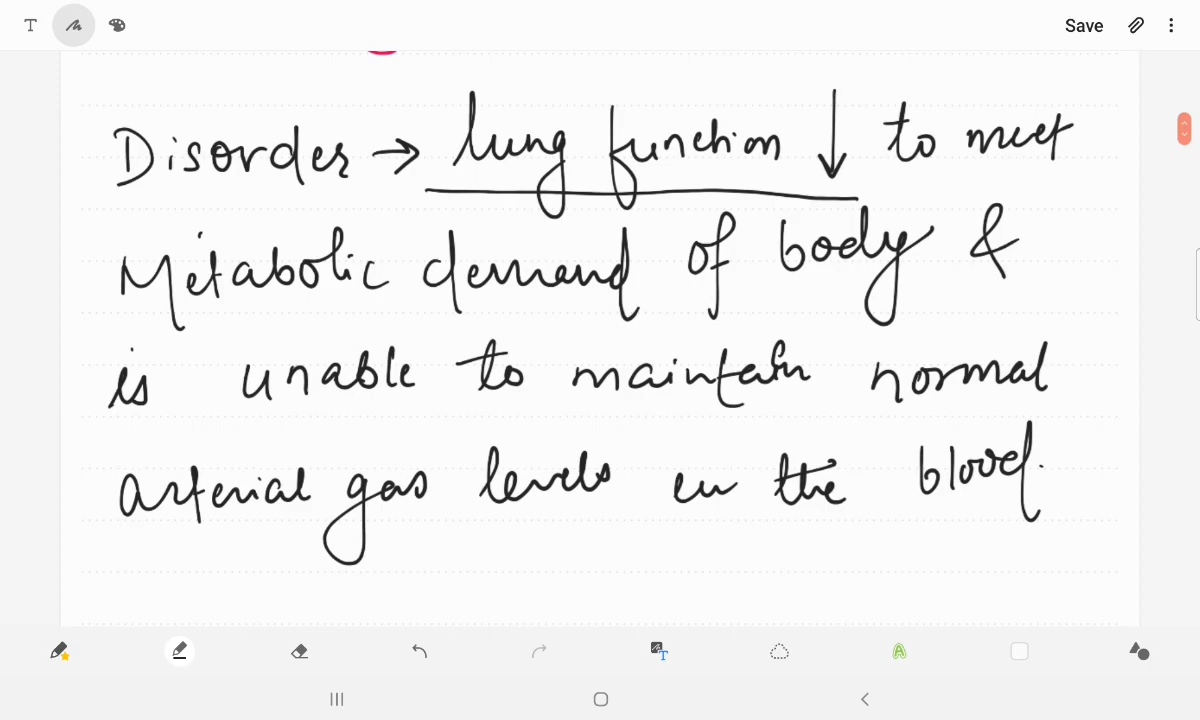 Save
Disorder → lung function ↓ to meet
Metabolic demand of body &
is unable to maintain normal
arterial gas levels in the blood.